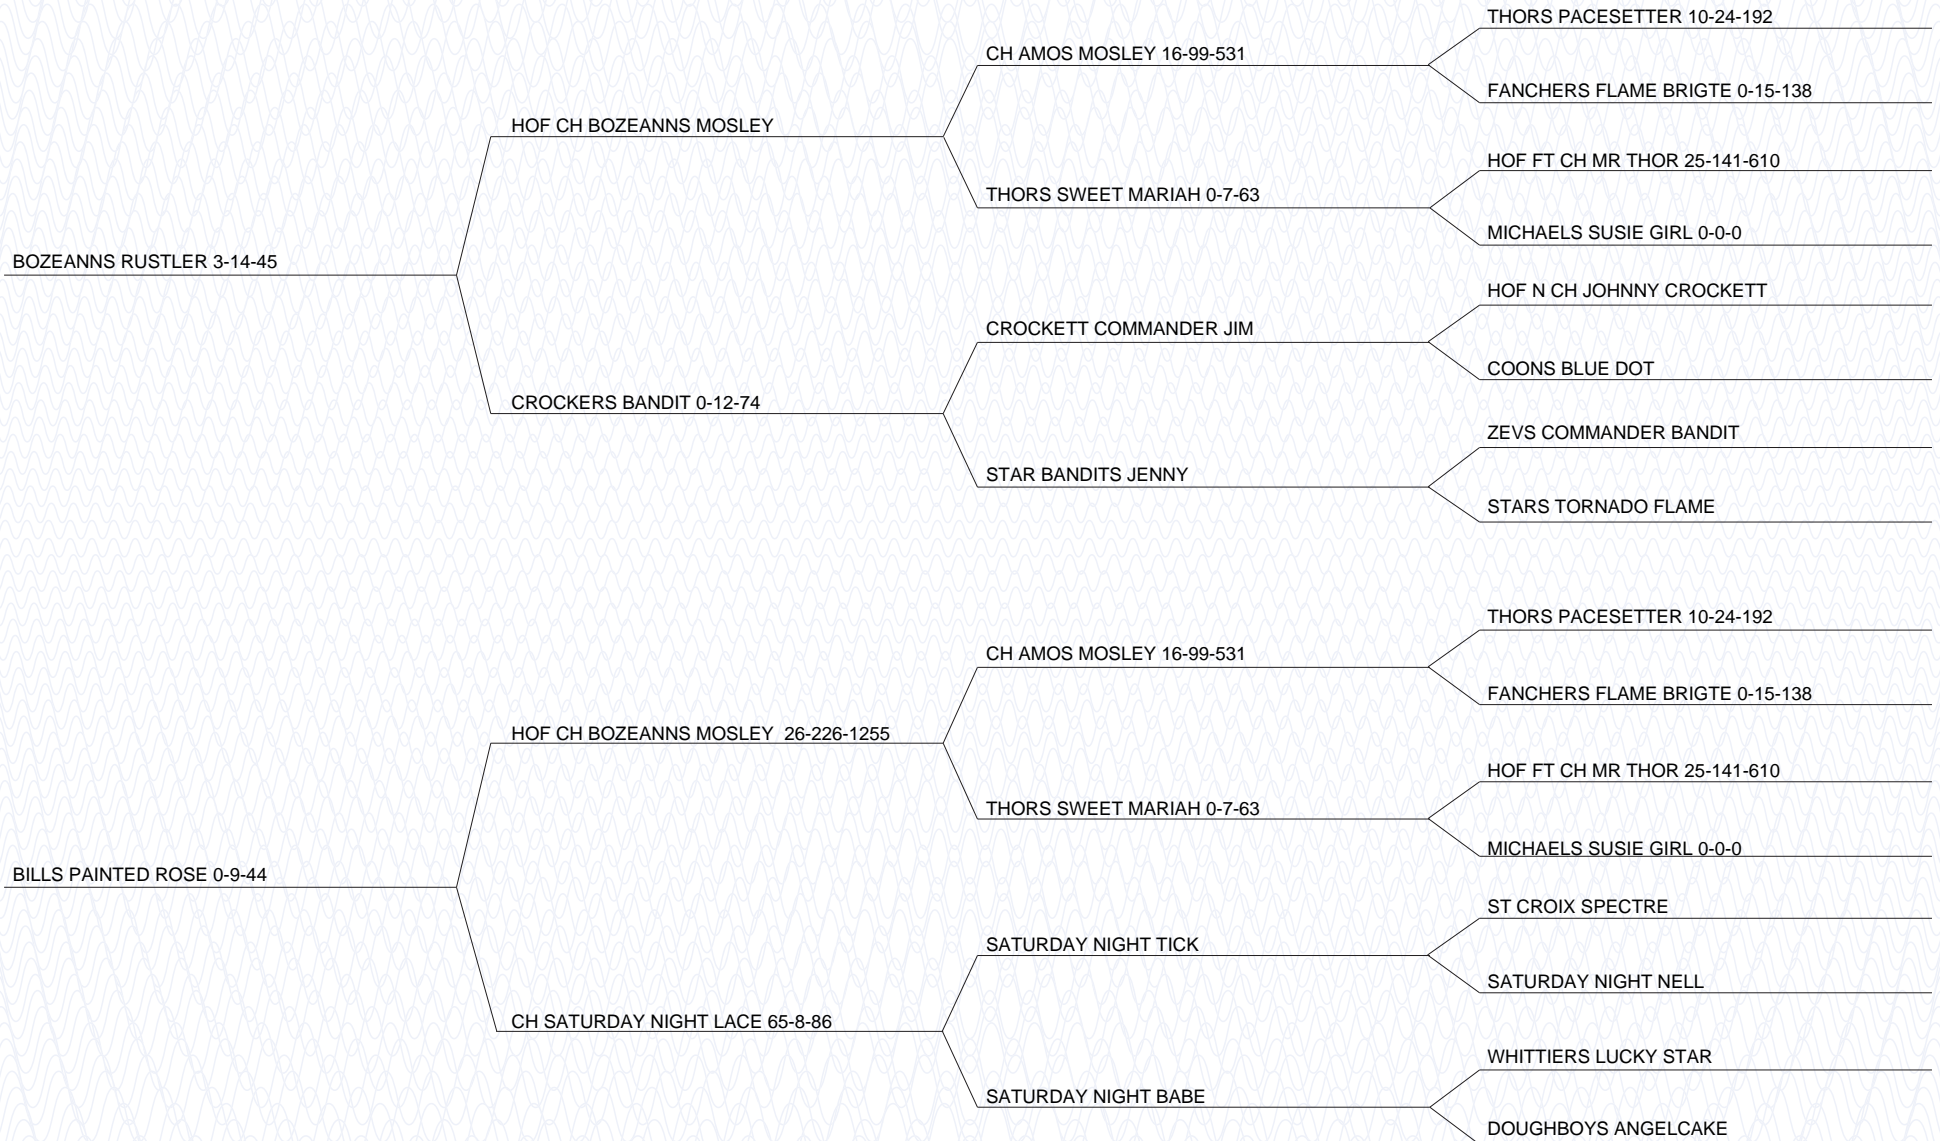 THORS PACESETTER 10-24-192
CH AMOS MOSLEY 16-99-531
FANCHERS FLAME BRIGTE 0-15-138
HOF CH BOZEANNS MOSLEY
HOF FT CH MR THOR 25-141-610
THORS SWEET MARIAH 0-7-63
MICHAELS SUSIE GIRL 0-0-0
BOZEANNS RUSTLER 3-14-45
HOF N CH JOHNNY CROCKETT
CROCKETT COMMANDER JIM
COONS BLUE DOT
CROCKERS BANDIT 0-12-74
ZEVS COMMANDER BANDIT
STAR BANDITS JENNY
STARS TORNADO FLAME
THORS PACESETTER 10-24-192
CH AMOS MOSLEY 16-99-531
FANCHERS FLAME BRIGTE 0-15-138
HOF CH BOZEANNS MOSLEY  26-226-1255
HOF FT CH MR THOR 25-141-610
THORS SWEET MARIAH 0-7-63
MICHAELS SUSIE GIRL 0-0-0
BILLS PAINTED ROSE 0-9-44
ST CROIX SPECTRE
SATURDAY NIGHT TICK
SATURDAY NIGHT NELL
CH SATURDAY NIGHT LACE 65-8-86
WHITTIERS LUCKY STAR
SATURDAY NIGHT BABE
DOUGHBOYS ANGELCAKE